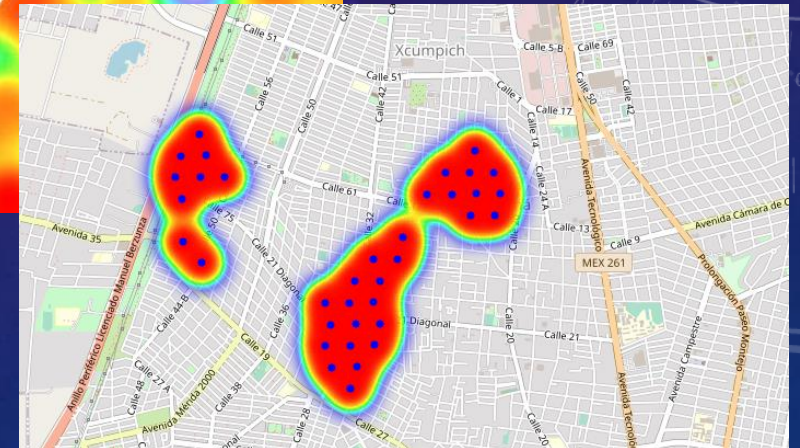 Calle 47
Calle 51
Xcumpich
Calle 5-B
Calle 69
Calle 51
Calle 56
Calle 50
Calle 42
Calle 1
Calle 50
Calle 42
Calle 17
Calle 14
Calle 61
Calle 24 A
Avenida Tecnológico
Calle 75
Calle 32
Avenida 35
Calle 13
Calle 9
Avenida Cámara de C
MEX 261
Calle 21 Diagonal
Anillo Periférico Licenciado Manuel Berzunza
Prolongación Paseo Montejo
Calle 44-B
Calle 36
Diagonal
Calle 20
Calle 21
Calle 19
Avenida Campestre
Calle 27 A
Calle 48
Avenida Mérida 2000
Calle 38
Calle 28
Calle 27
Calle 20
Avenida Tecnológico